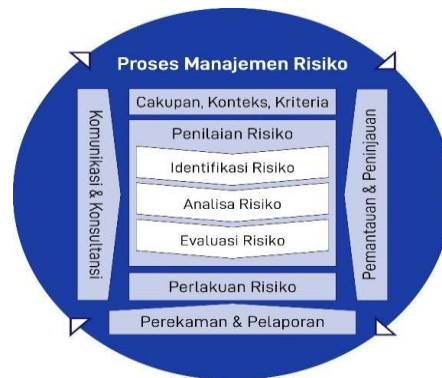 Proses Manajemen Risiko
Cakupan, Konteks, Kriteria
Komunikasi & Konsultansi
Penilaian Risiko
Identifikasi Risiko
Analisa Risiko
Evaluasi Risiko
Pemantauan & Peninjauan
Perlakuan Risiko
Perekaman & Pelaporan